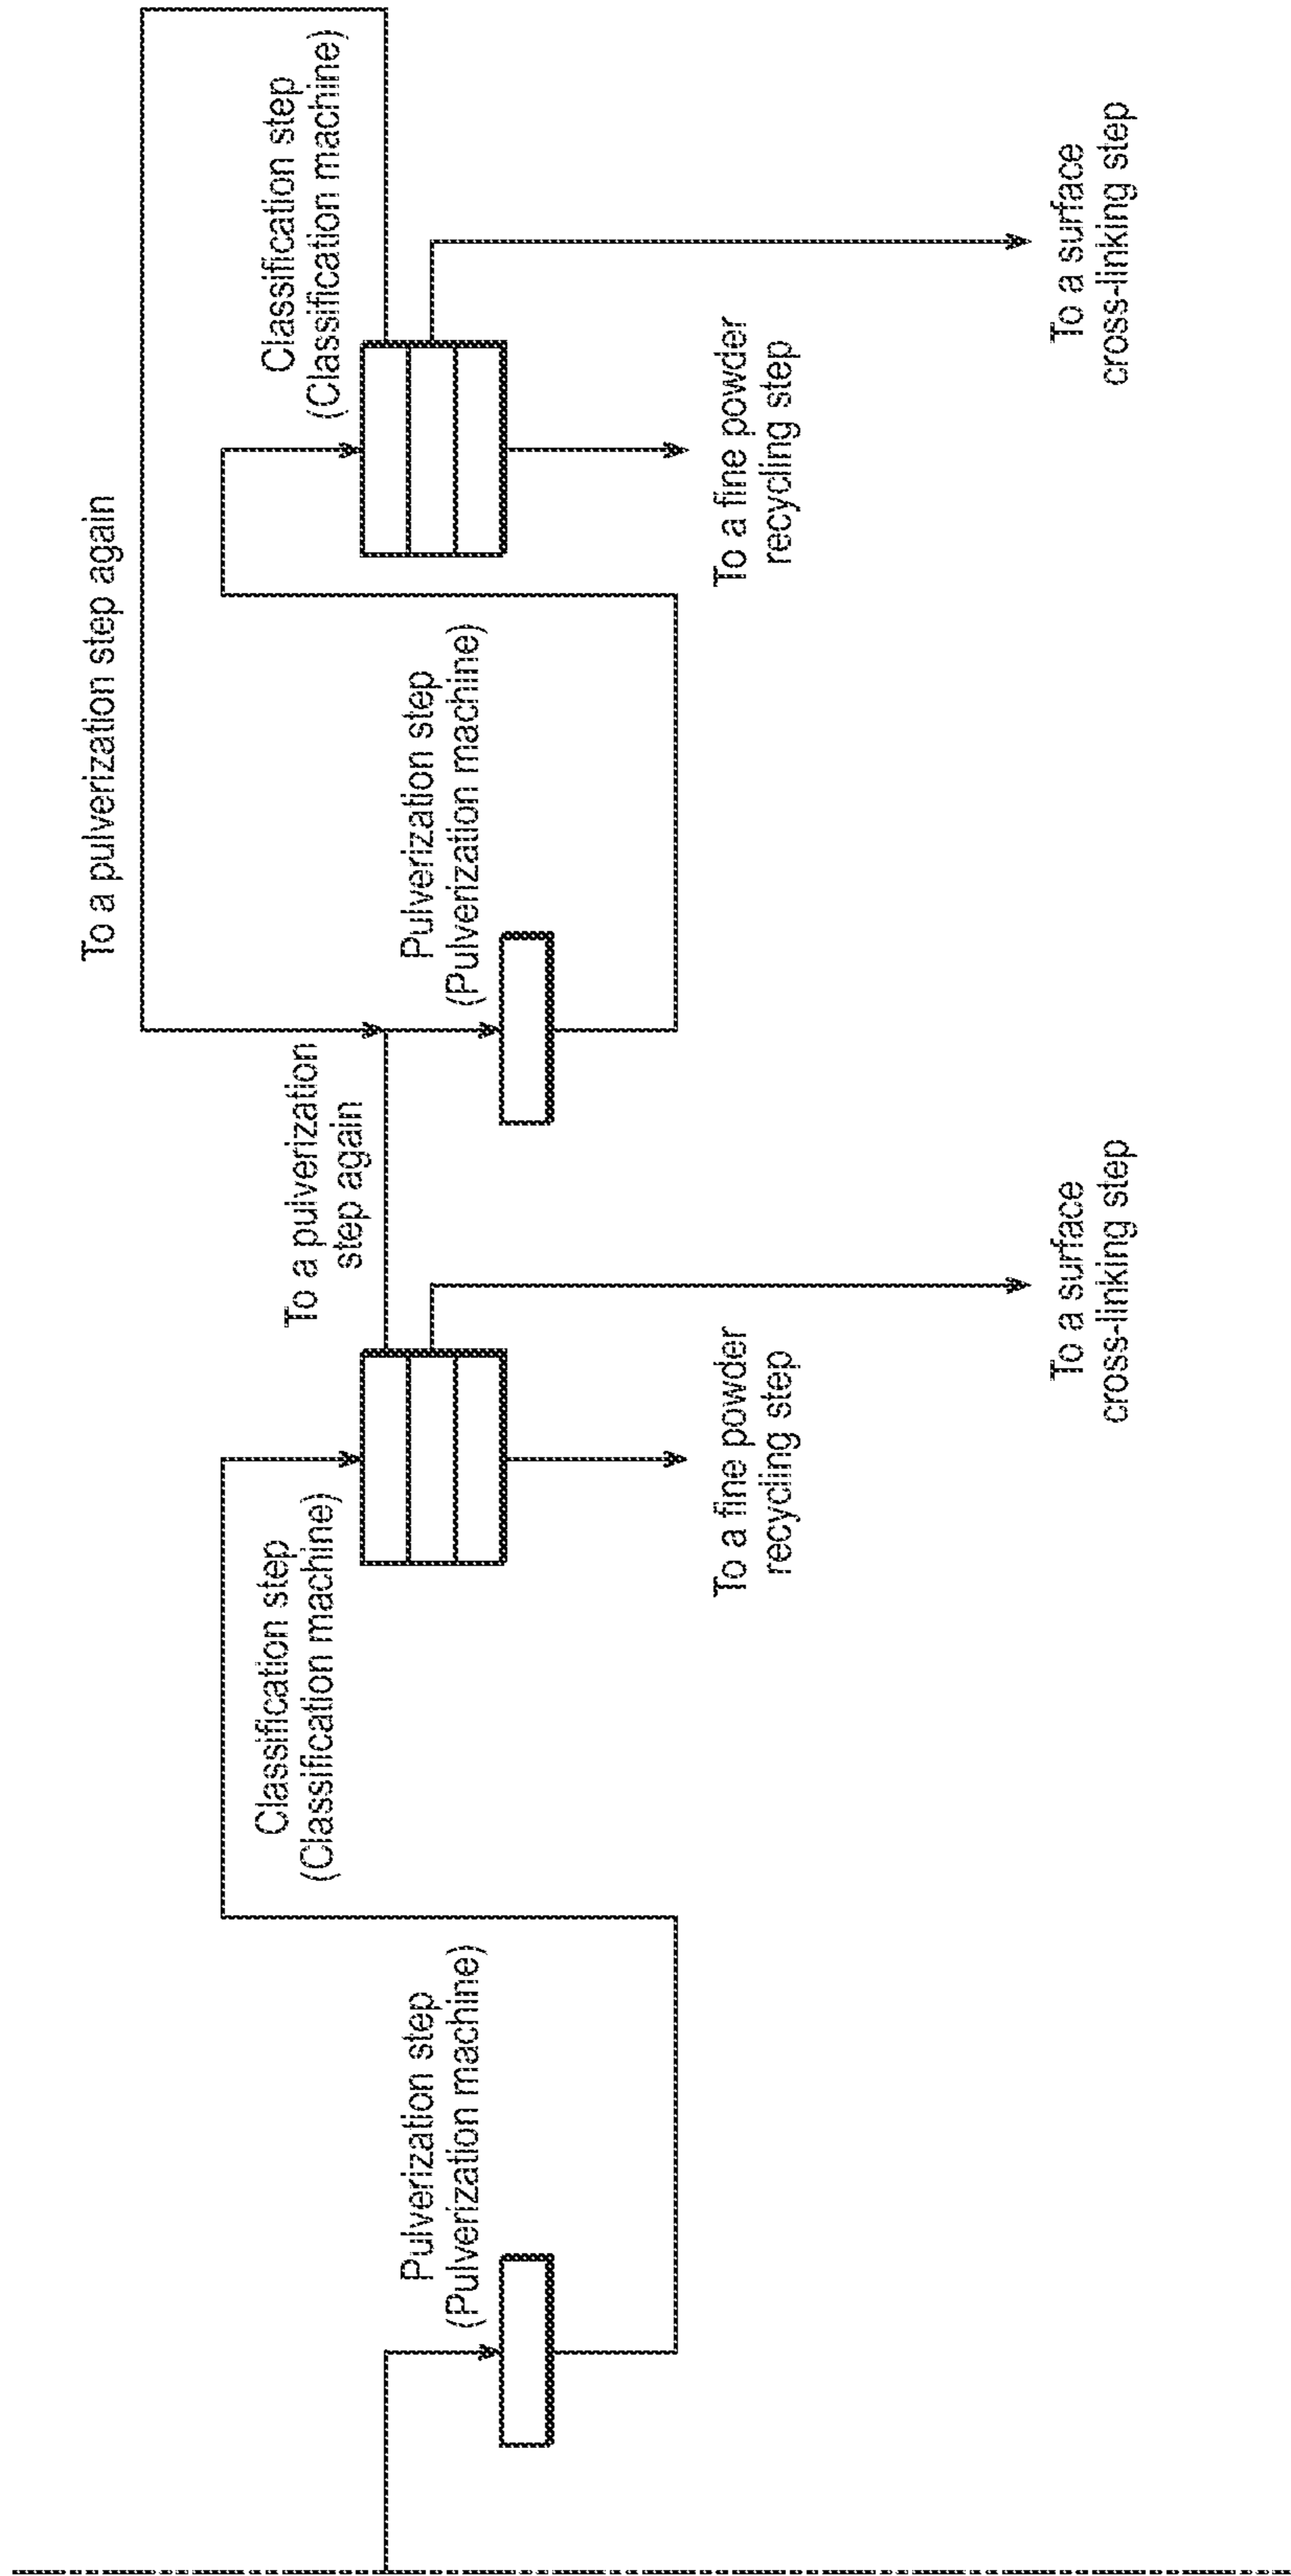 Pulverization step
(Pulverization machine)
Classification step
(Classification machine)
To a fine powder
recycling step
To a surface
cross-linking step
To a pulverization
step again
Pulverization step
(Pulverization machine)
To a pulverization step again
Classification step
(Classification machine)
To a fine powder
recycling step
To a surface
cross-linking step